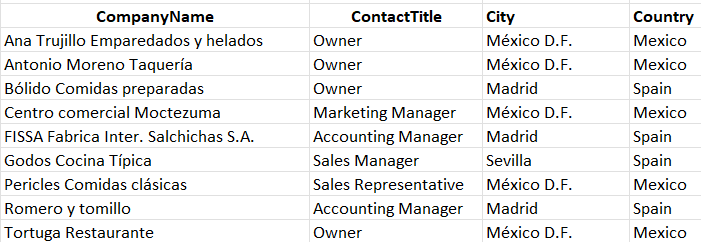 CompanyName ContactTitle City Country
Ana Trujillo Emparedados y helados Owner México D.F. Mexico
Antonio Moreno Taquería Owner México D.F. Mexico
Bólido Comidas preparadas Owner Madrid Spain
Centro comercial Moctezuma Marketing Manager México D.F. Mexico
FISSA Fabrica Inter. Salchichas S.A. Accounting Manager Madrid Spain
Godos Cocina Típica Sales Manager Sevilla Spain
Pericles Comidas clásicas Sales Representative México D.F. Mexico
Romero y tomillo Accounting Manager Madrid Spain
Tortuga Restaurante Owner México D.F. Mexico